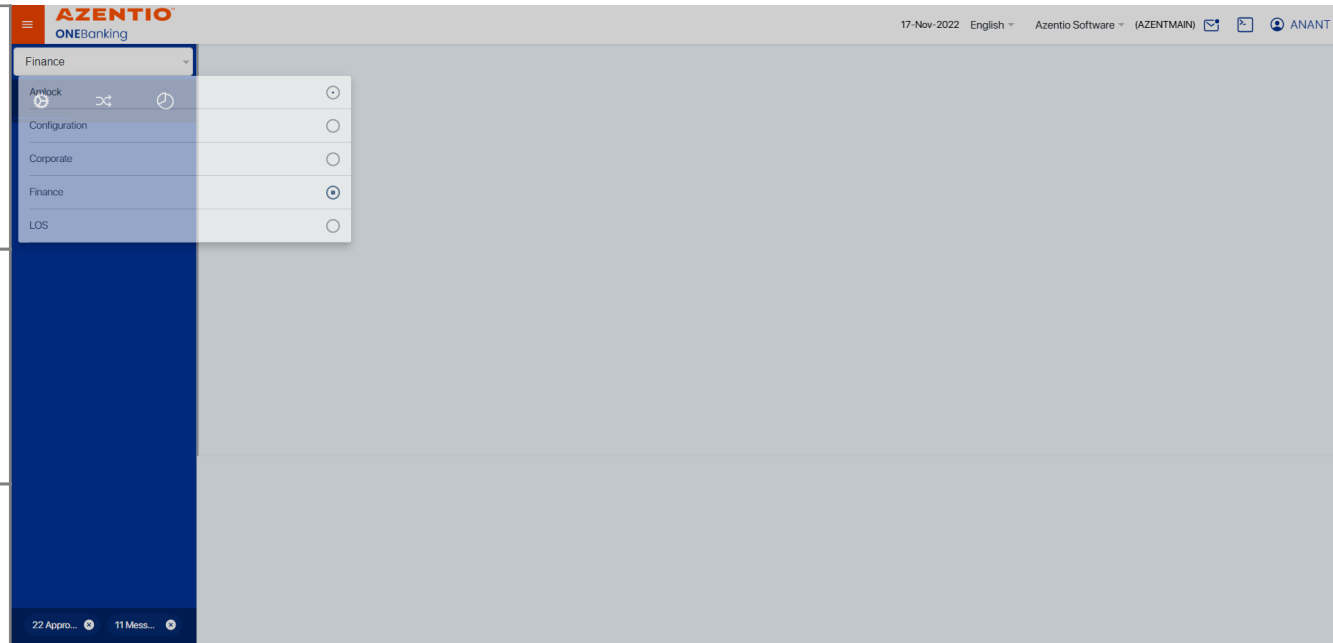 AZENTIO™
ONEBanking
17-Nov-2022 English Azentio Software (AZENTMAIN) ANANT
Finance
Amlock
Configuration
Corporate
Finance
LOS
22 Appro... 11 Mess...